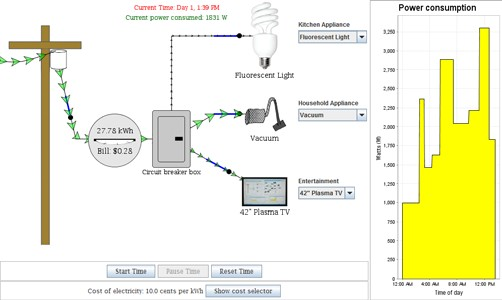 Current Time: Day 1, 1:39 PM
Current power consumed: 1831 W
Kitchen Appliance
Fluorescent Light
Fluorescent Light
Household Appliance
Vacuum
Vacuum
27.78 kWh
Bill: $0.28
Circuit breaker box
Entertainment
42" Plasma TV
42" Plasma TV
Start Time
Pause Time
Reset Time
Cost of electricity: 10.0 cents per kWh
Show cost selector
Power consumption
3,250
3,000
2,750
2,500
2,250
2,000
1,750
1,500
1,250
1,000
750
500
250
0
Watts (W)
12:00 AM
4:00 AM
8:00 AM
12:00 PM
Time of day